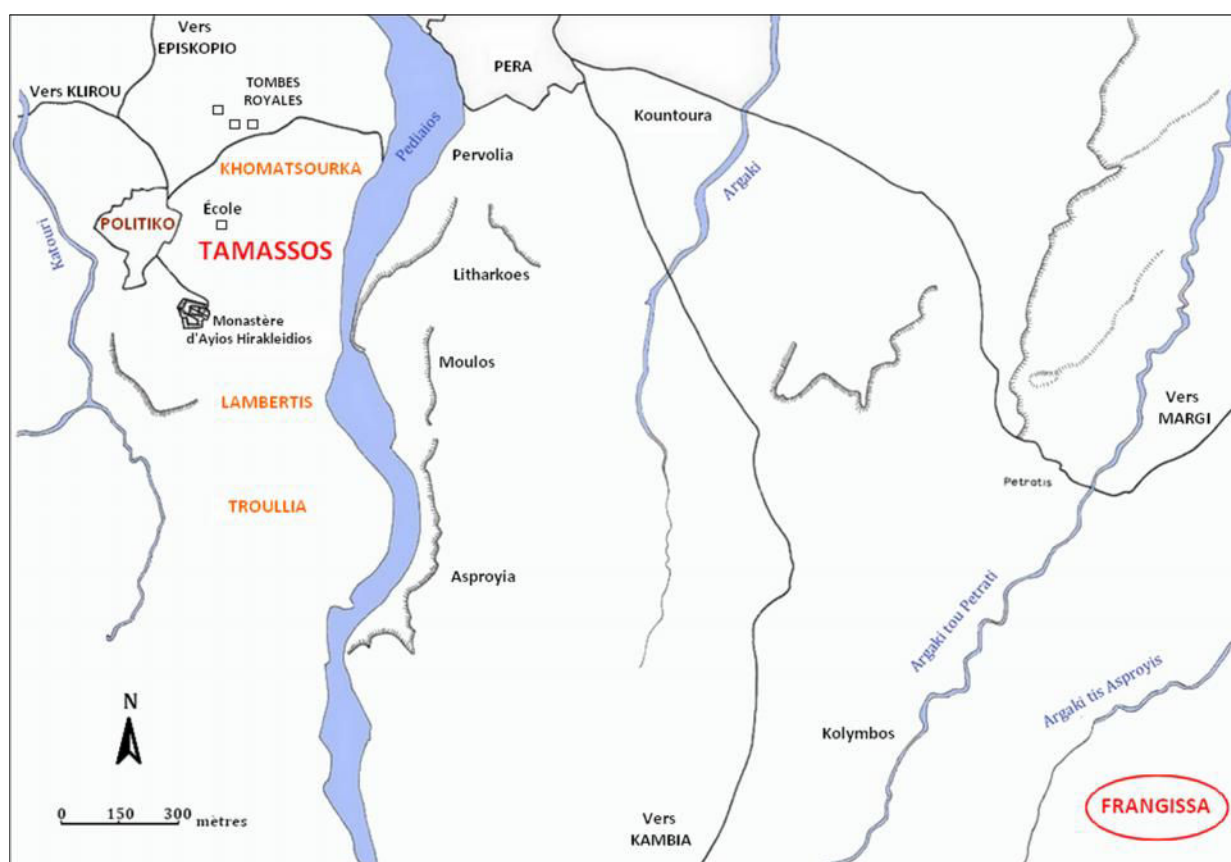 Vers
EPISKOPIO
Vers KLIROU
TOMBES
ROYALES
PERA
Kountoura
Pediaios
Pervolia
Argaki
KHOMATSOURKA
École
POLITIKO
Katouri
TAMASSOS
Litharkoes
Monastère
d'Ayios Hirakleidios
Moulos
LAMBERTIS
Vers
MARGI
Petratis
TROULLIA
Asproyia
Argaki tou Petrati
Argaki tis Asproyis
N
Kolymbos
0 150 300
mètres
Vers
KAMBIA
FRANGISSA